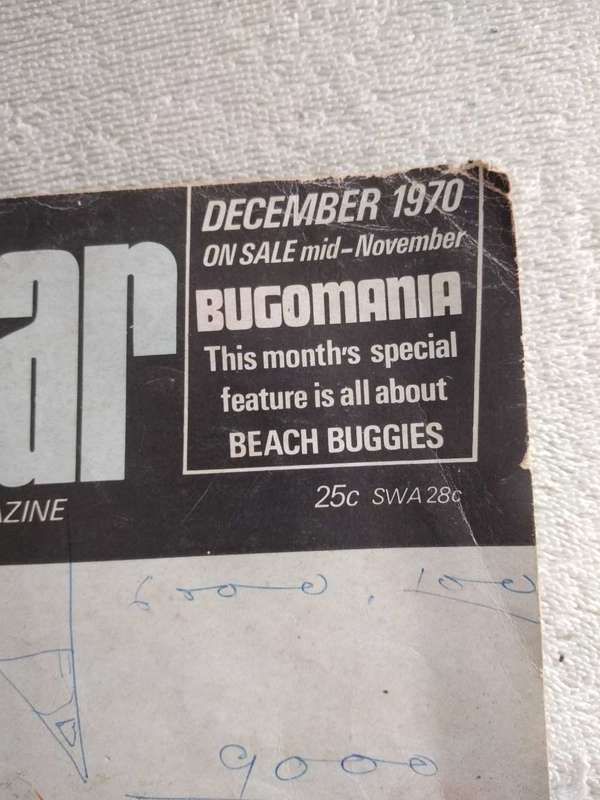 ar
DECEMBER 1970
ON SALE mid-November
BUGOMANIA
This month's special
feature is all about
BEACH BUGGIES
AZINE
25c SWA 28c
9000